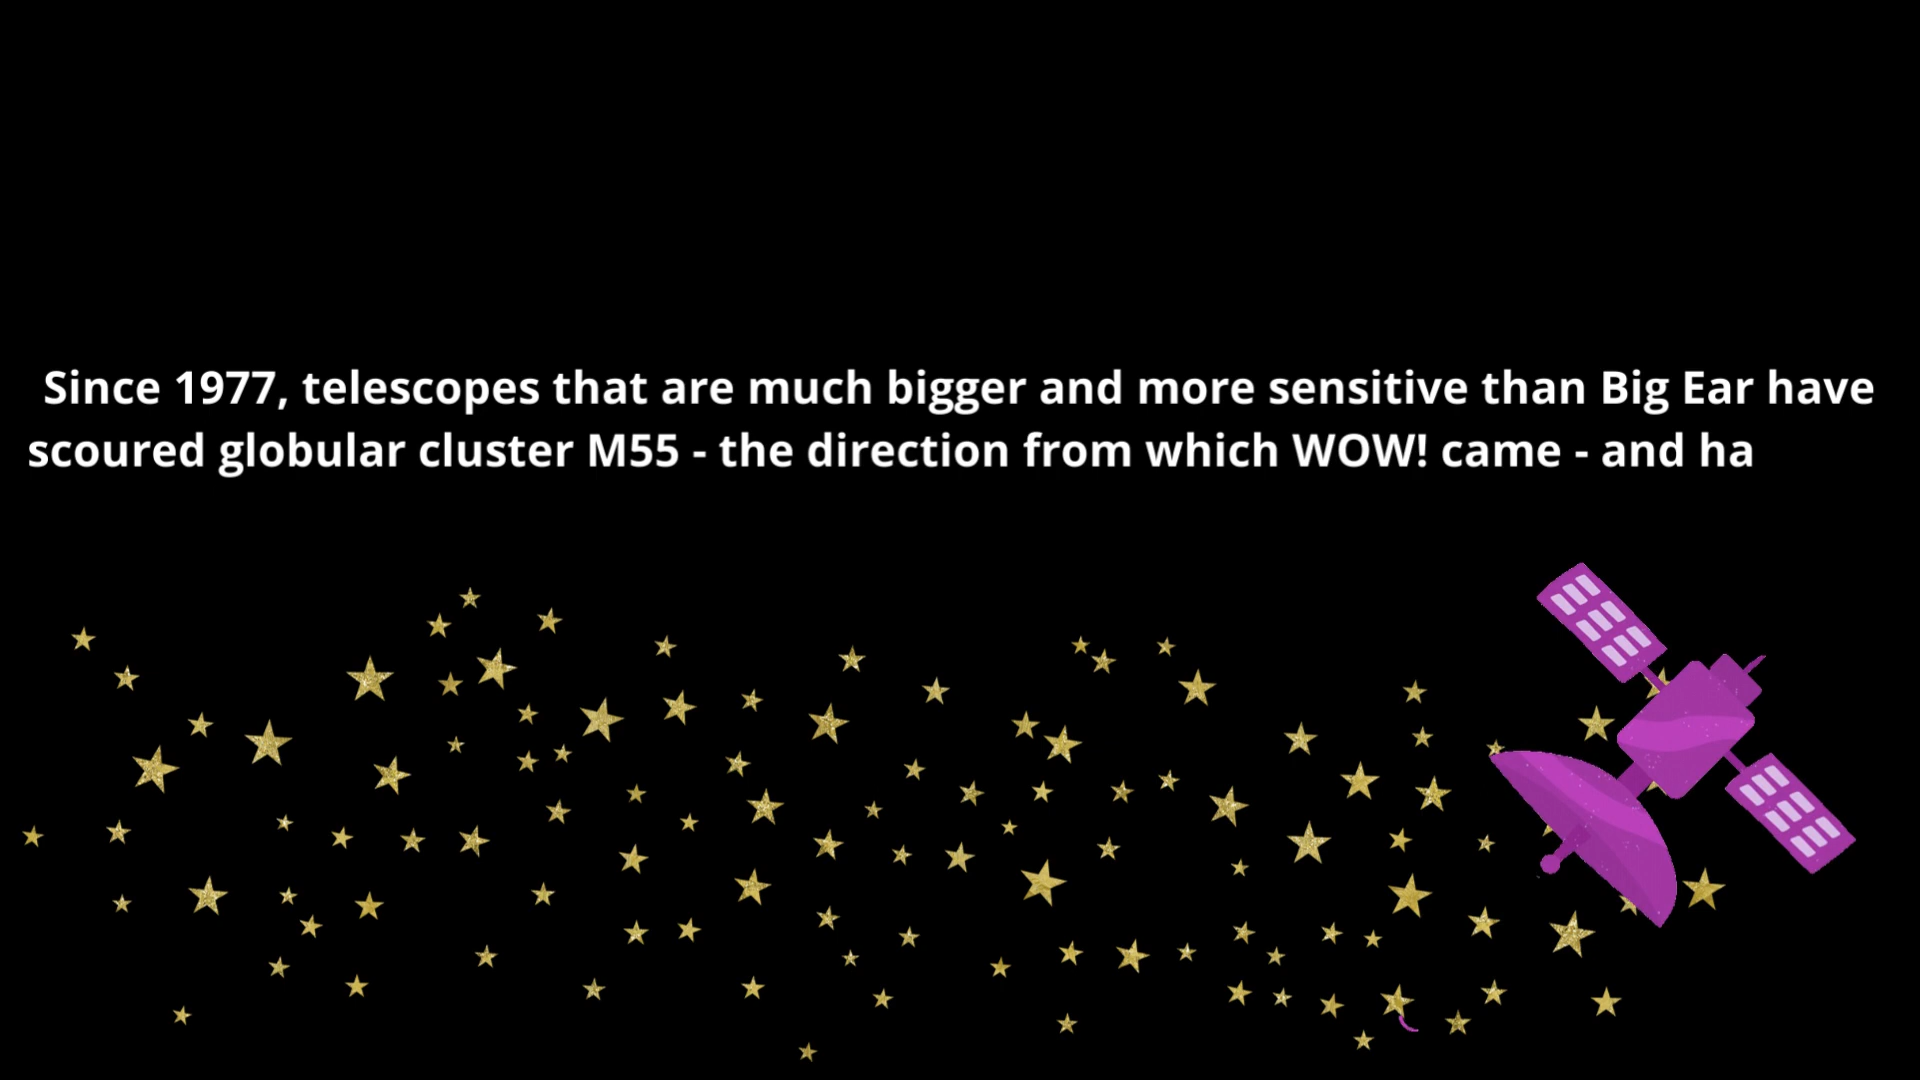 Since 1977, telescopes that are much bigger and more sensitive than Big Ear have
scoured globular cluster M55 - the direction from which WOW! came - and ha